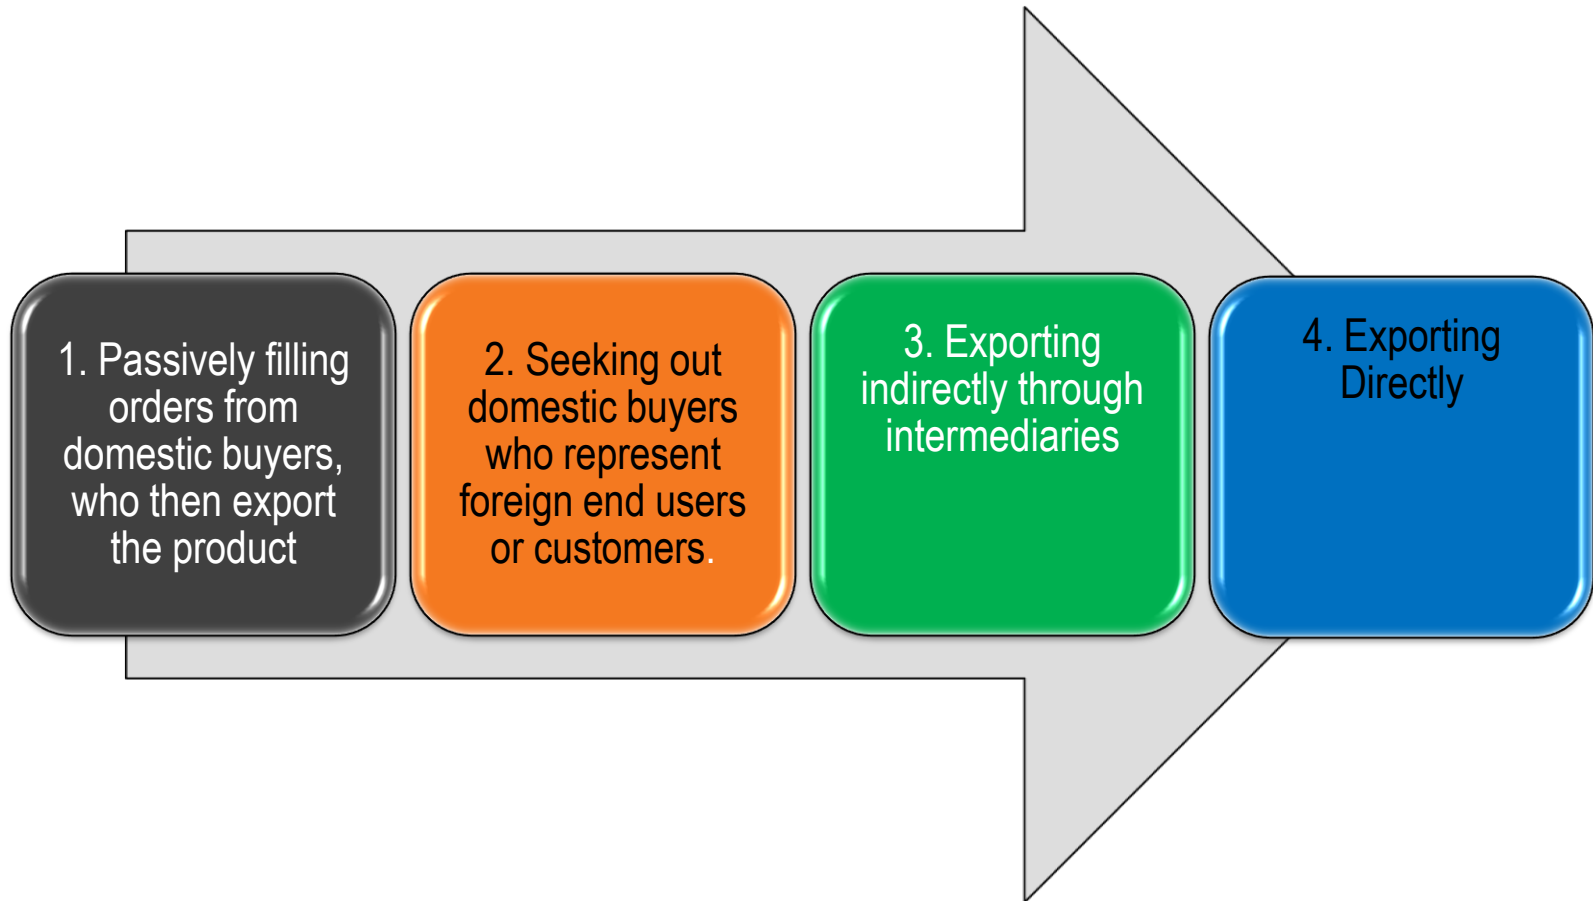 1. Passively filling
orders from
domestic buyers,
who then export
the product
2. Seeking out
domestic buyers
who represent
foreign end users
or customers.
3. Exporting
indirectly through
intermediaries
4. Exporting
Directly